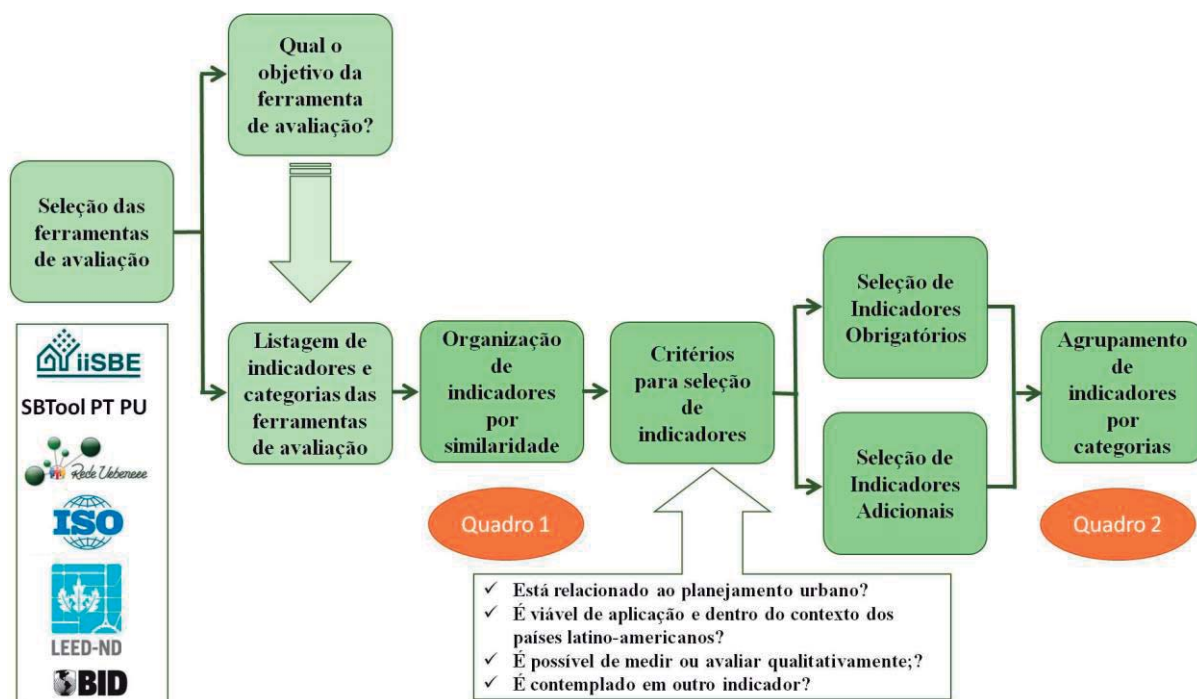 Qual o
objetivo da
ferramenta
de avaliação?
Seleção das
ferramentas
de avaliação
iiSBE
SBTool PT PU
Rede Uebeneee
ISO
LEED-ND
BID
Listagem de
iindicadores e
categorias das
ferramentas
de avaliação
Organização
de
indicadores
por
similaridade
Quadro 1
Critérios
para seleção
de
indicadores
Seleção de
Indicadores
Obrigatórios
Seleção de
Indicadores
Adicionais
Agrupamento
de
indicadores
por
categorias
Quadro 2
✓ Está relacionado ao planejamento urbano?
✓ É viável de aplicação e dentro do contexto dos
países latino-americanos?
✓ É possível de medir ou avaliar qualitativamente;?
✓ É contemplado em outro indicador?